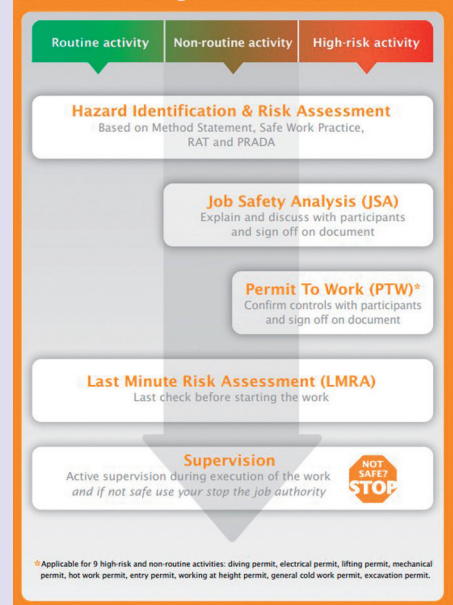 Routine activity Non-routine activity High-risk activity
Hazard Identification & Risk Assessment
Based on Method Statement, Safe Work Practice,
RAT and PRADA
Job Safety Analysis (JSA)
Explain and discuss with participants
and sign off on document
Permit To Work (PTW)*
Confirm controls with participants
and sign off on document
Last Minute Risk Assessment (LMRA)
Last check before starting the work
Supervision
Active supervision during execution of the work
and if not safe use your stop the job authority
NOT
SAFE?
STOP
*Applicable for 9 high-risk and non-routine activities: diving permit, electrical permit, lifting permit, mechanical
permit, hot work permit, entry permit, working at height permit, general cold work permit, excavation permit.